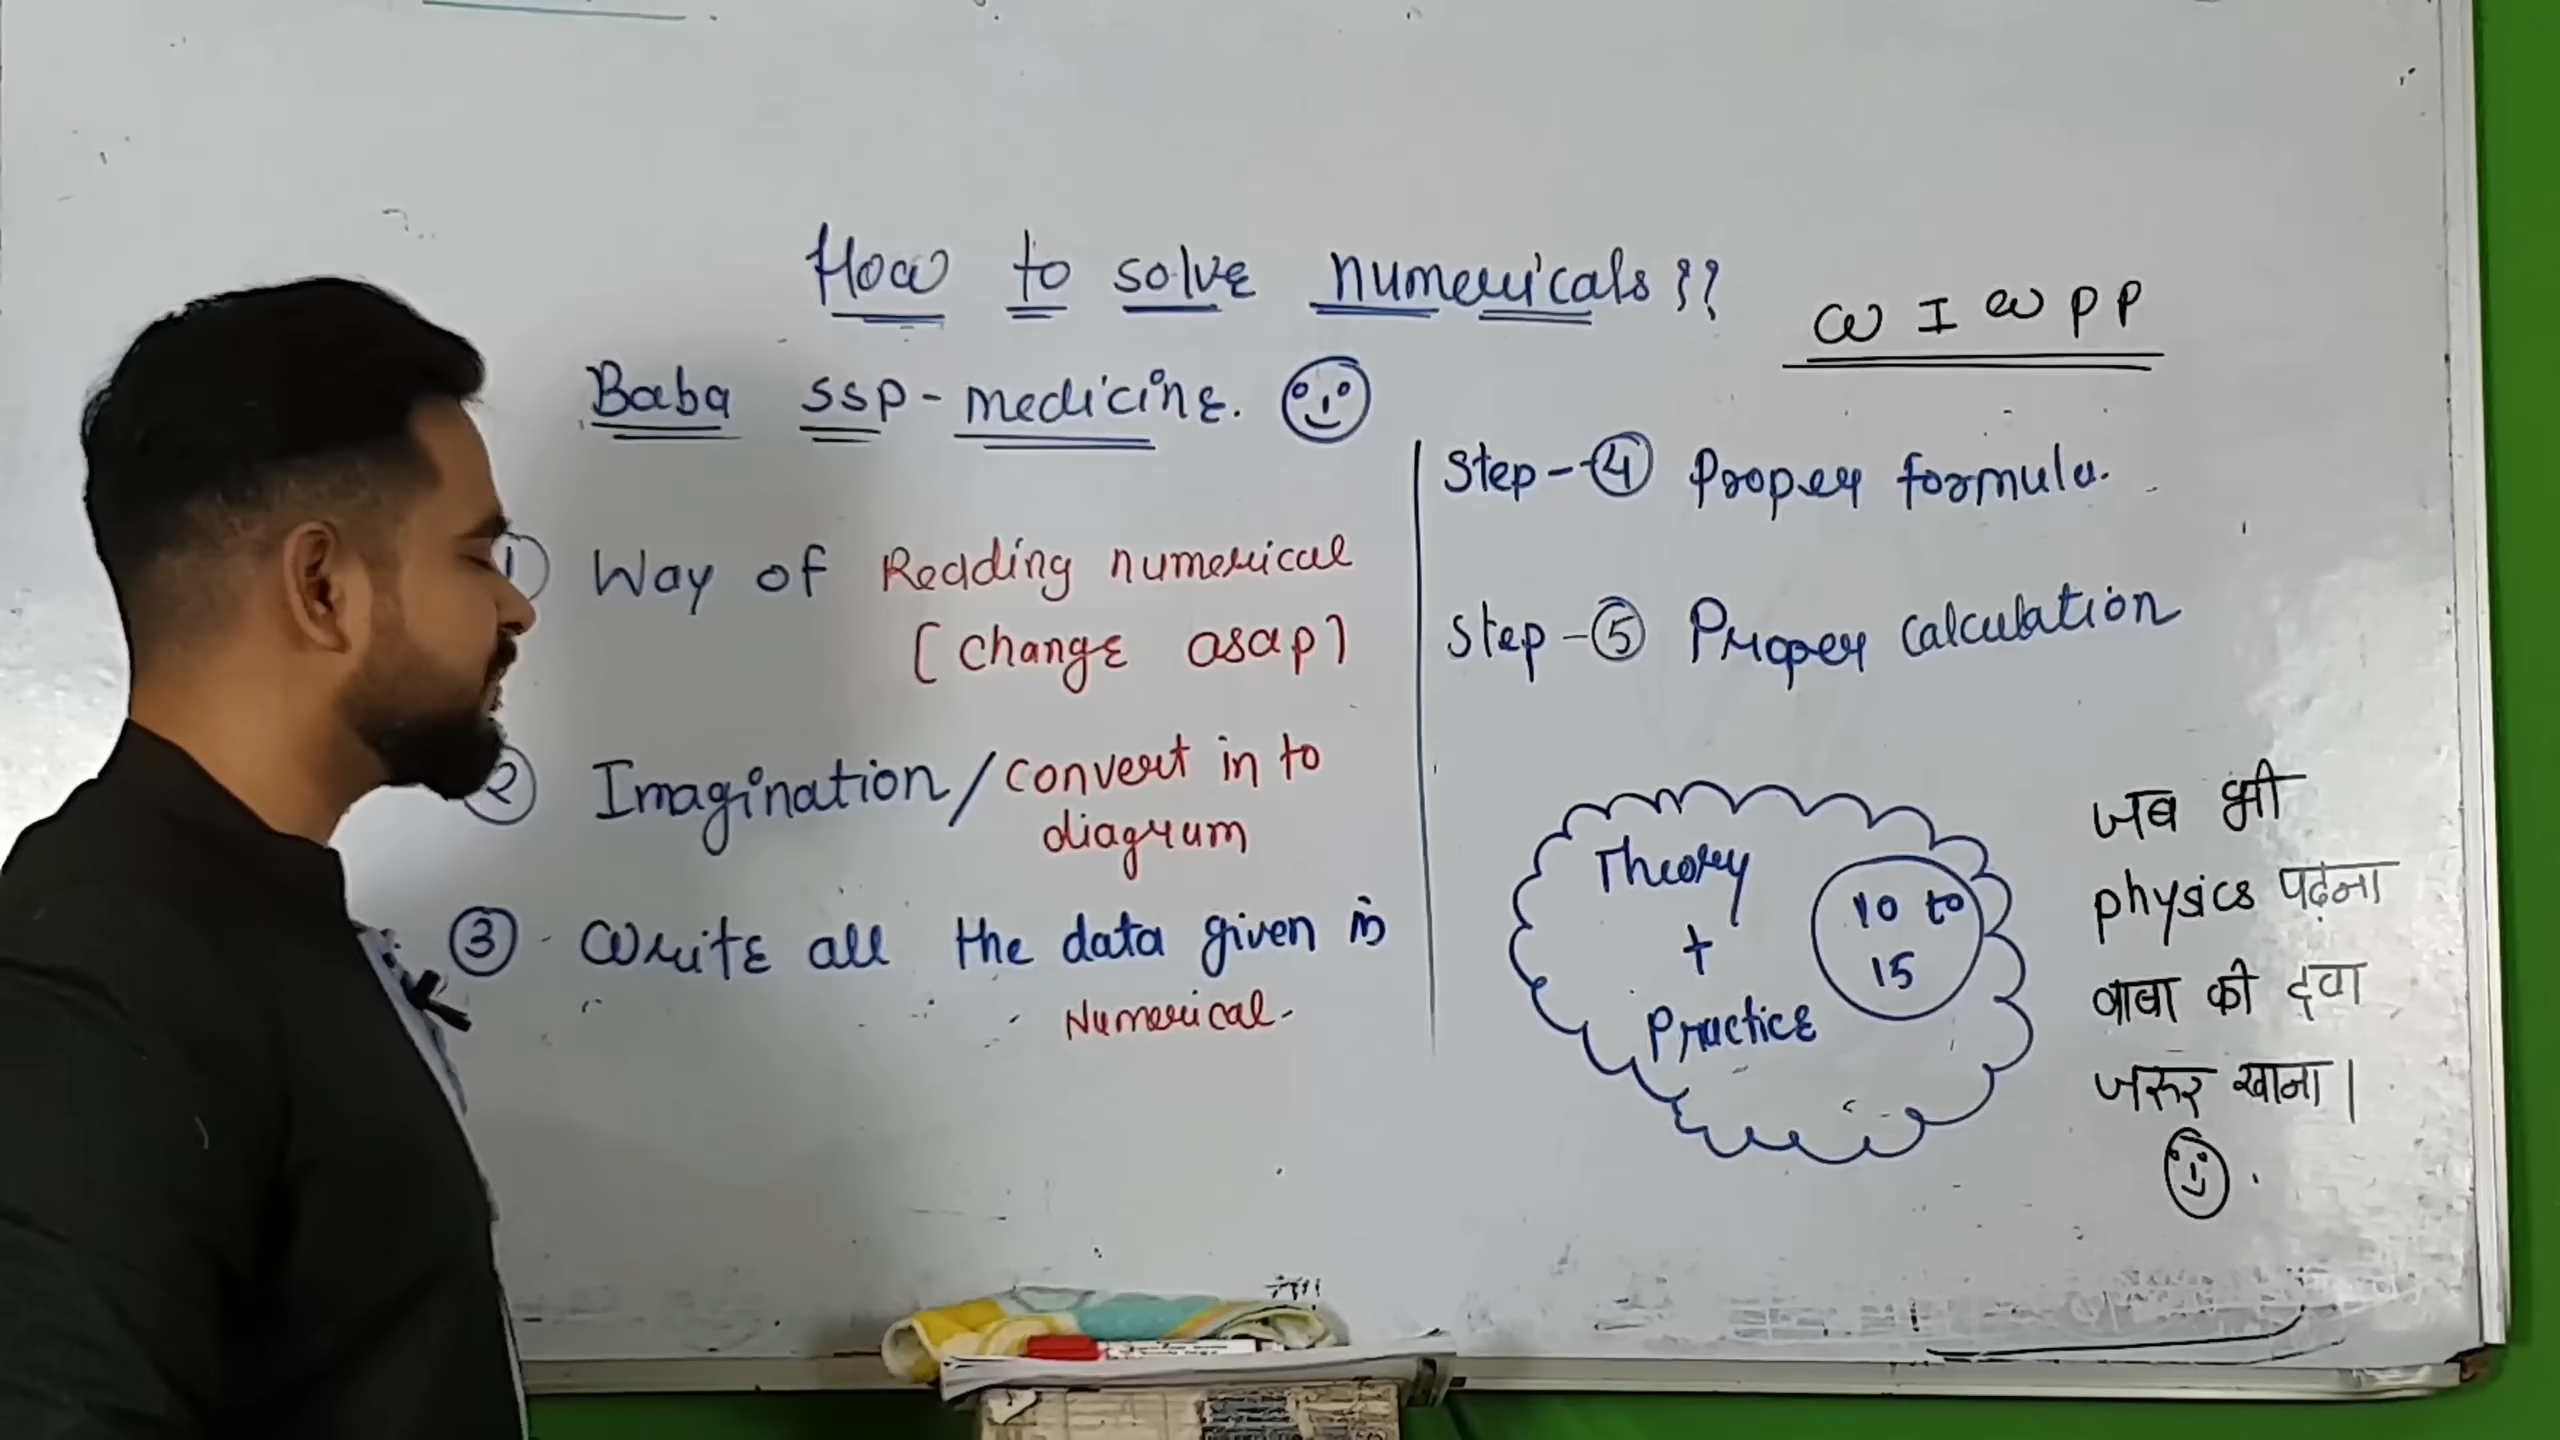 How to solve numericals ??
W I W P P
Baba SSP - medicine.
① Way of Reading numerical
[change asap]
② Imagination / convert in to
diagram
③ Write all the data given in
Numerical.
Step - ④ Proper formula.
Step - ⑤ Proper calculation
Theory
+
Practice
10 to
15
जब भी
physics पढ़ना
बाबा की दवा
जरूर खाना।